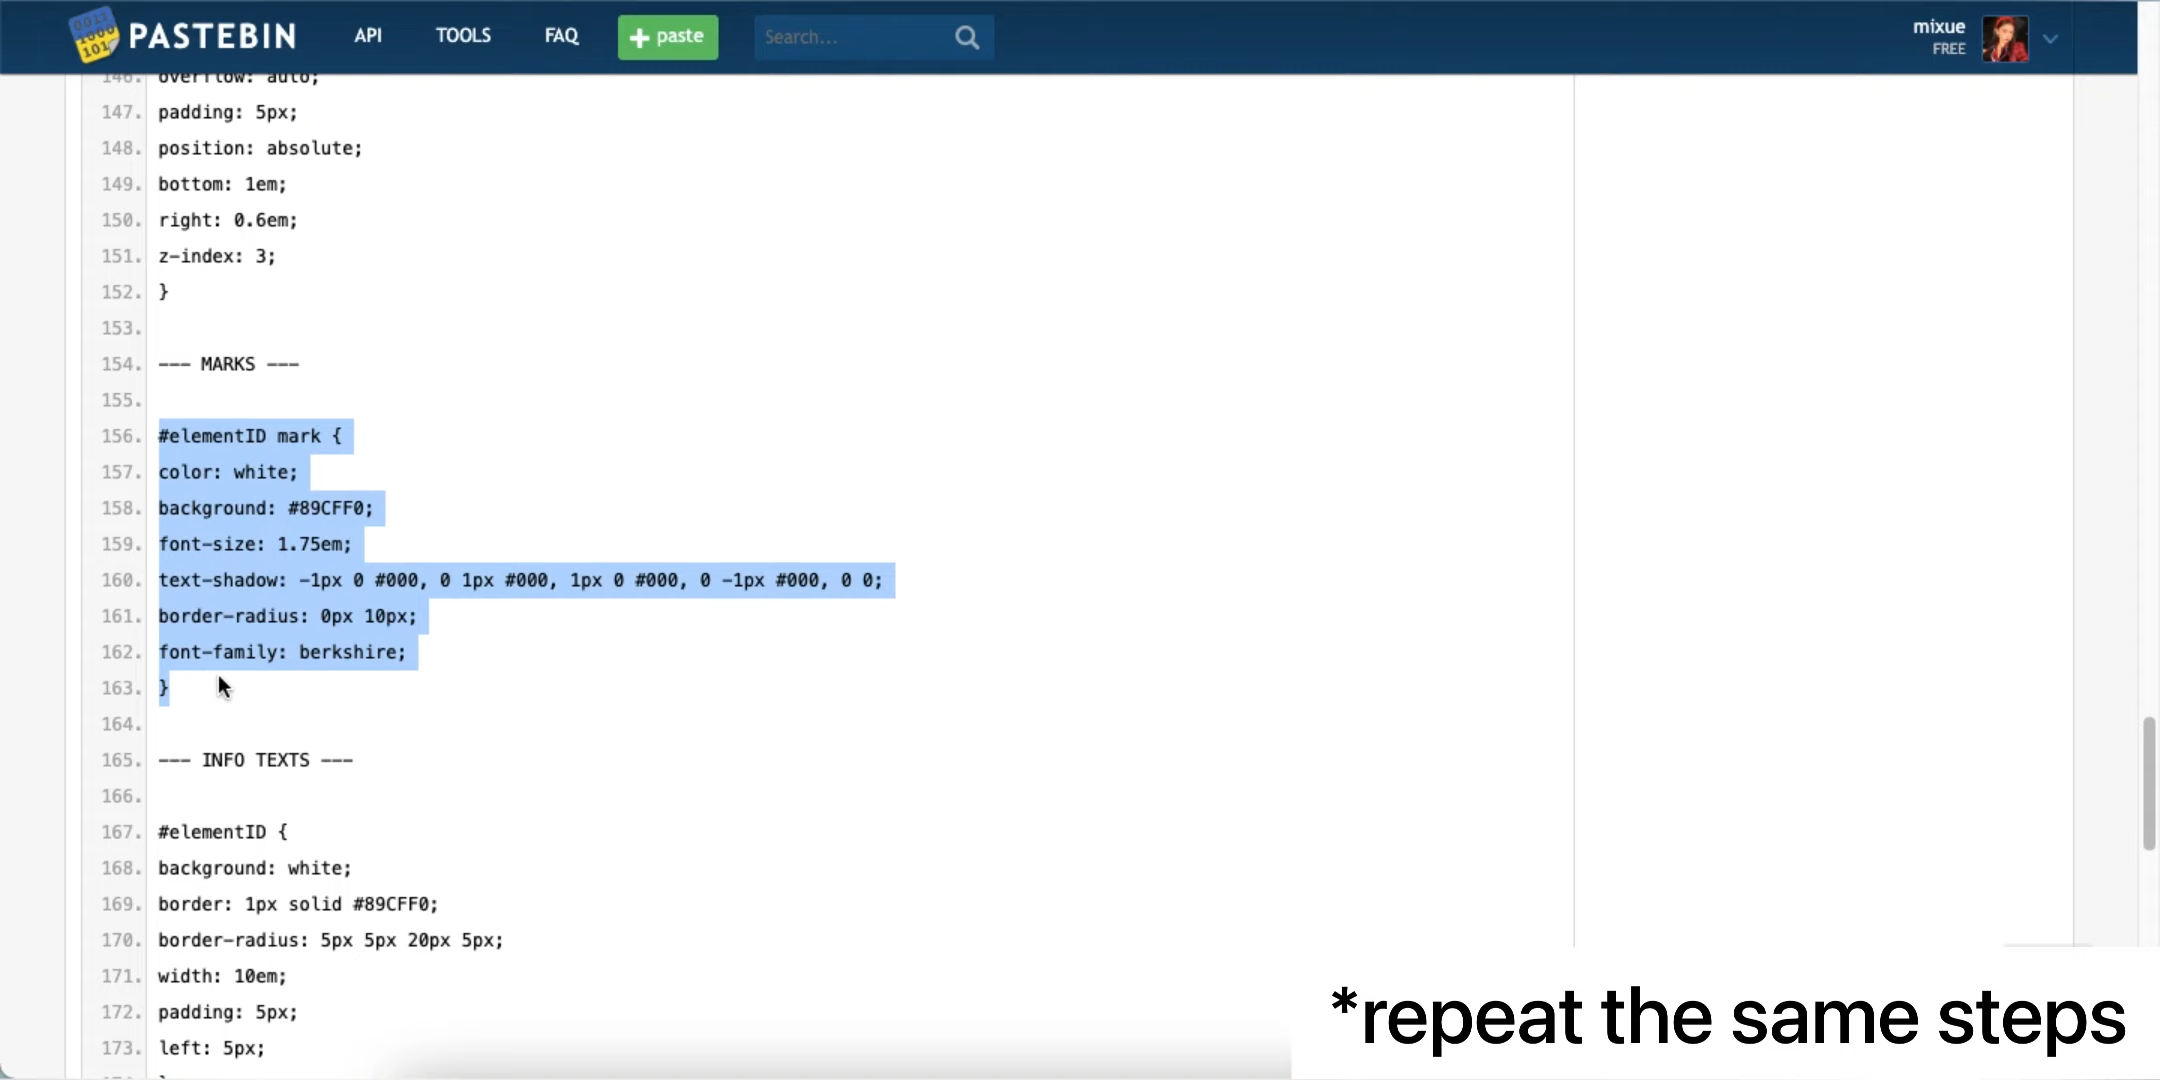 PASTEBIN API TOOLS FAQ + paste Search... mixue
FREE
146. overflow: auto;
147. padding: 5px;
148. position: absolute;
149. bottom: 1em;
150. right: 0.6em;
151. z-index: 3;
152. }
153.
154. --- MARKS ---
155.
156. #elementID mark {
157. color: white;
158. background: #89CFF0;
159. font-size: 1.75em;
160. text-shadow: -1px 0 #000, 0 1px #000, 1px 0 #000, 0 -1px #000, 0 0;
161. border-radius: 0px 10px;
162. font-family: berkshire;
163. }
164.
165. --- INFO TEXTS ---
166.
167. #elementID {
168. background: white;
169. border: 1px solid #89CFF0;
170. border-radius: 5px 5px 20px 5px;
171. width: 10em;
172. padding: 5px;
173. left: 5px;
*repeat the same steps